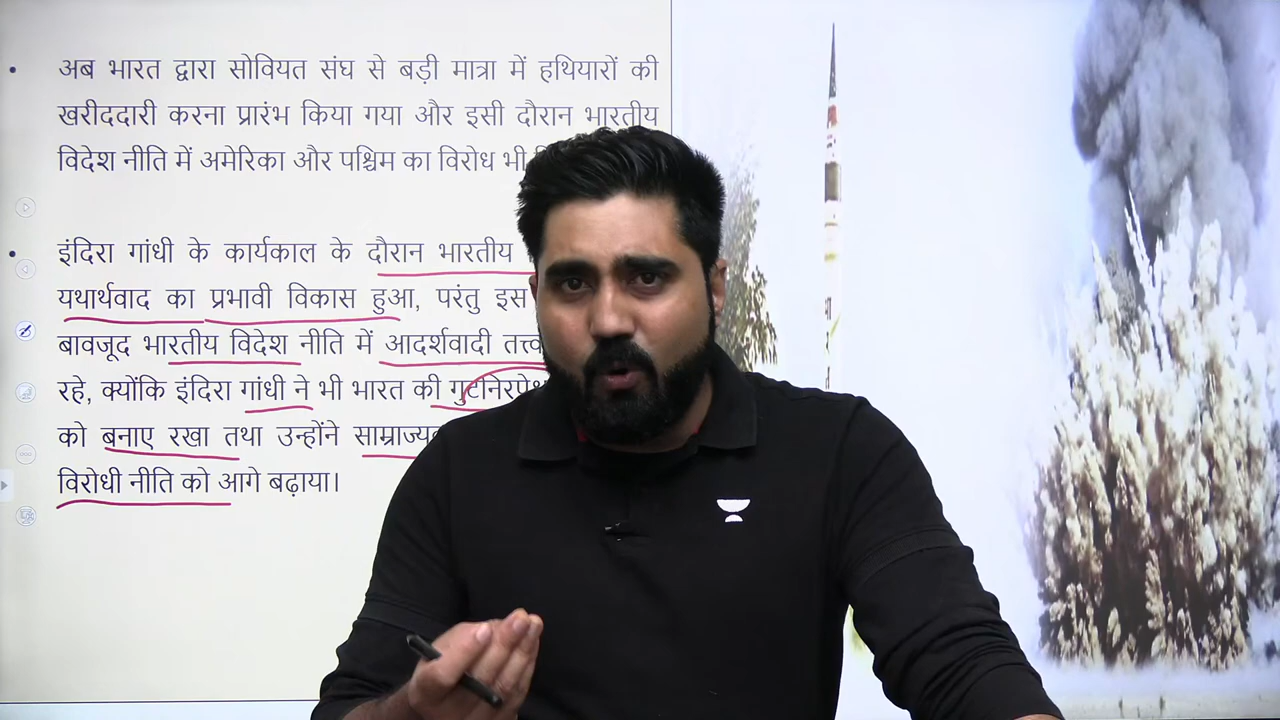 अब भारत द्वारा सोवियत संघ से बड़ी मात्रा में हथियारों की
खरीददारी करना प्रारंभ किया गया और इसी दौरान भारतीय
विदेश नीति में अमेरिका और पश्चिम का विरोध भी
इंदिरा गांधी के कार्यकाल के दौरान भारतीय
यथार्थवाद का प्रभावी विकास हुआ, परंतु इस
बावजूद भारतीय विदेश नीति में आदर्शवादी
रहे, क्योंकि इंदिरा गांधी ने भी भारत की
को बनाए रखा तथा उन्होंने
विरोधी नीति को आगे बढ़ाया।